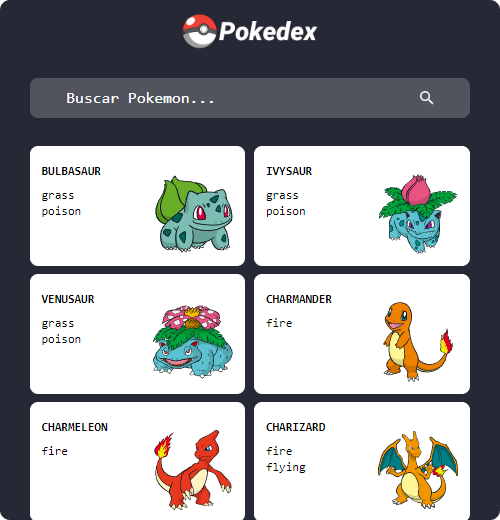 Pokedex
Buscar Pokemon...
BULBASAUR
grass
poison
IVYSAUR
grass
poison
VENUSAUR
grass
poison
CHARMANDER
fire
CHARMELEON
fire
CHARIZARD
fire
flying